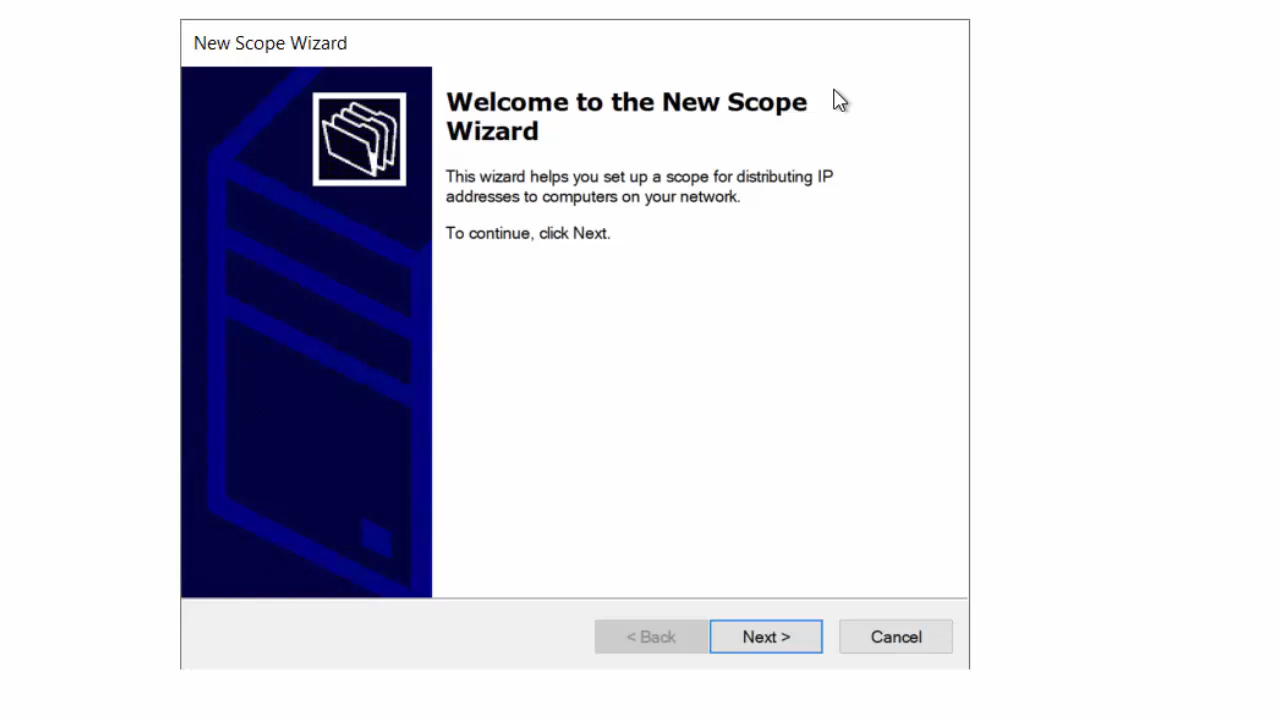 New Scope Wizard
Welcome to the New Scope
Wizard
This wizard helps you set up a scope for distributing IP
addresses to computers on your network.
To continue, click Next.
< Back
Next >
Cancel